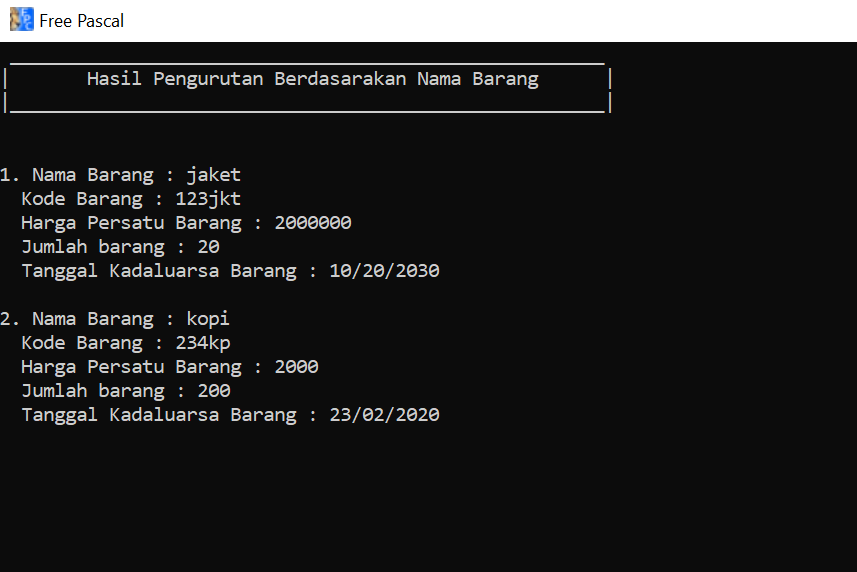 Free Pascal
Hasil Pengurutan Berdasarakan Nama Barang
1. Nama Barang : jaket
Kode Barang : 123jkt
Harga Persatu Barang : 2000000
Jumlah barang : 20
Tanggal Kadaluarsa Barang : 10/20/2030
2. Nama Barang : kopi
Kode Barang : 234kp
Harga Persatu Barang : 2000
Jumlah barang : 200
Tanggal Kadaluarsa Barang : 23/02/2020